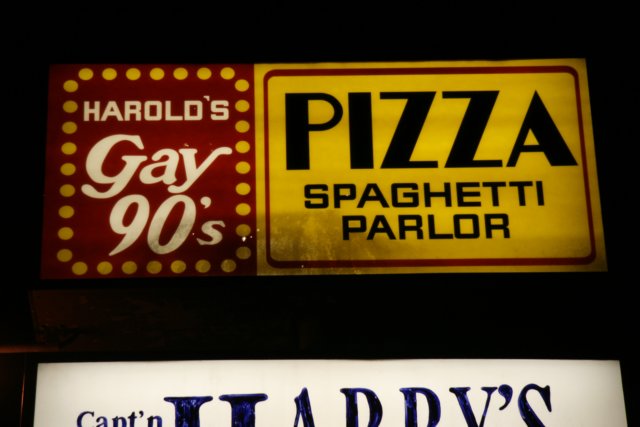 HAROLD'S
Gay
90's
PIZZA
SPAGHETTI
PARLOR
Capt'n HARRY'S